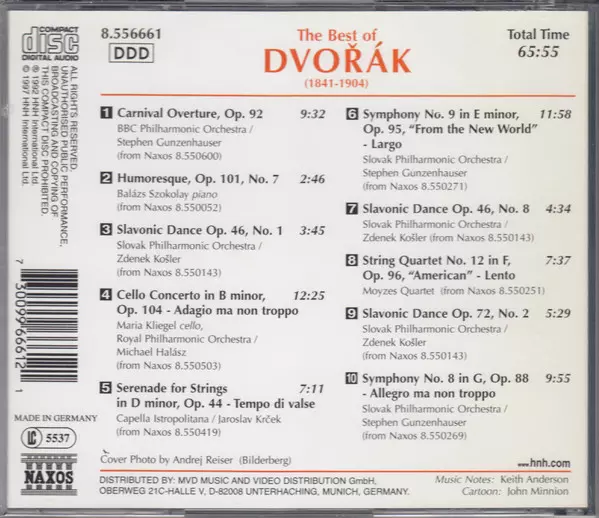 COMPACT
disc
DIGITAL AUDIO
8.556661
DDD
The Best of
DVOŘÁK
(1841-1904)
Total Time
65:55
ALL RIGHTS RESERVED.
UNAUTHORISED PUBLIC PERFORMANCE,
BROADCASTING AND COPYING OF
THIS COMPACT DISC PROHIBITED.
℗ 1992 HNH International Ltd.
© 1997 HNH International Ltd.
1 Carnival Overture, Op. 92 9:32
BBC Philharmonic Orchestra /
Stephen Gunzenhauser
(from Naxos 8.550600)
2 Humoresque, Op. 101, No. 7 2:46
Balázs Szokolay piano
(from Naxos 8.550052)
3 Slavonic Dance Op. 46, No. 1 3:45
Slovak Philharmonic Orchestra /
Zdenek Košler
(from Naxos 8.550143)
4 Cello Concerto in B minor, 12:25
Op. 104 - Adagio ma non troppo
Maria Kliegel cello,
Royal Philharmonic Orchestra /
Michael Halász
(from Naxos 8.550503)
5 Serenade for Strings 7:11
in D minor, Op. 44 - Tempo di valse
Capella Istropolitana / Jaroslav Krček
(from Naxos 8.550419)
6 Symphony No. 9 in E minor, 11:58
Op. 95, "From the New World"
- Largo
Slovak Philharmonic Orchestra /
Stephen Gunzenhauser
(from Naxos 8.550271)
7 Slavonic Dance Op. 46, No. 8 4:34
Slovak Philharmonic Orchestra /
Zdenek Košler (from Naxos 8.550143)
8 String Quartet No. 12 in F, 7:37
Op. 96, "American" - Lento
Moyzes Quartet (from Naxos 8.550251)
9 Slavonic Dance Op. 72, No. 2 5:29
Slovak Philharmonic Orchestra /
Zdenek Košler
(from Naxos 8.550143)
10 Symphony No. 8 in G, Op. 88 9:55
- Allegro ma non troppo
Slovak Philharmonic Orchestra /
Stephen Gunzenhauser
(from Naxos 8.550269)
7 30099 66612 1
MADE IN GERMANY
LC 5537
NAXOS
Cover Photo by Andrej Reiser (Bilderberg)
www.hnh.com
DISTRIBUTED BY: MVD MUSIC AND VIDEO DISTRIBUTION GmbH,
OBERWEG 21C-HALLE V, D-82008 UNTERHACHING, MUNICH, GERMANY.
Music Notes: Keith Anderson
Cartoon: John Minnion